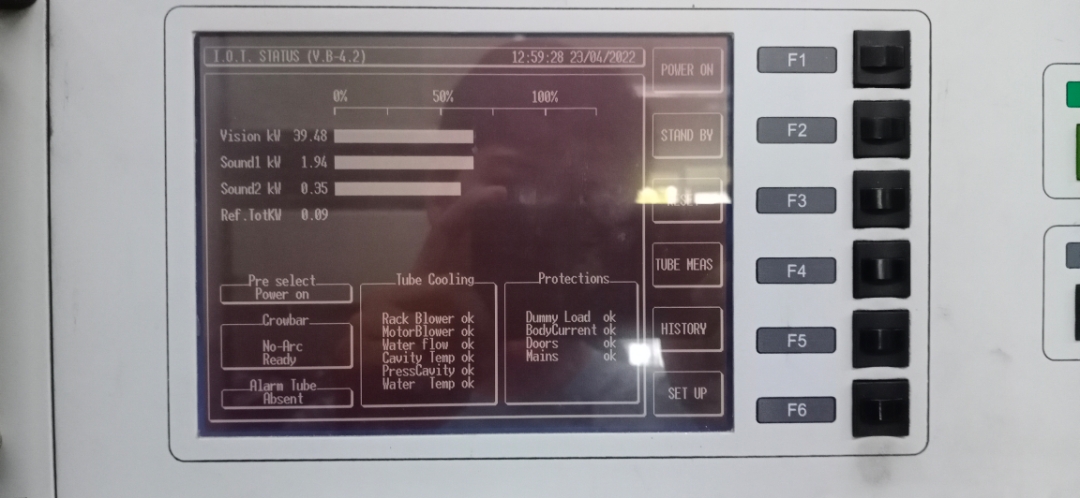 I.O.T. STATUS (V.B-4.2) 12:59:28 23/04/2022
0% 50% 100%
Vision kW 39.48
Sound1 kW 1.94
Sound2 kW 0.35
Ref.TotKW 0.09
Pre select
Power on
Crowbar
No-Arc
Ready
Alarm Tube
Absent
Tube Cooling
Rack Blower ok
MotorBlower ok
Water flow ok
Cavity Temp ok
PressCavity ok
Water Temp ok
Protections
Dummy Load ok
BodyCurrent ok
Doors ok
Mains ok
POWER ON
STAND BY
TUBE MEAS
HISTORY
SET UP
F1
F2
F3
F4
F5
F6